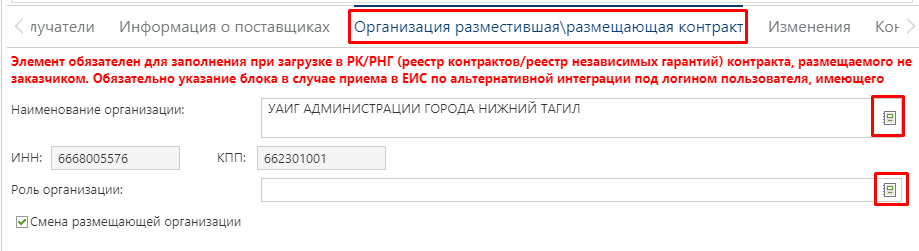 лучатели Информация о поставщиках Организация разместившая\размещающая контракт Изменения Кон
Элемент обязателен для заполнения при загрузке в РК/РНГ (реестр контрактов/реестр независимых гарантий) контракта, размещаемого не
заказчиком. Обязательно указание блока в случае приема в ЕИС по альтернативной интеграции под логином пользователя, имеющего
Наименование организации: УАИГ АДМИНИСТРАЦИИ ГОРОДА НИЖНИЙ ТАГИЛ
ИНН: 6668005576 КПП: 662301001
Роль организации:
Смена размещающей организации